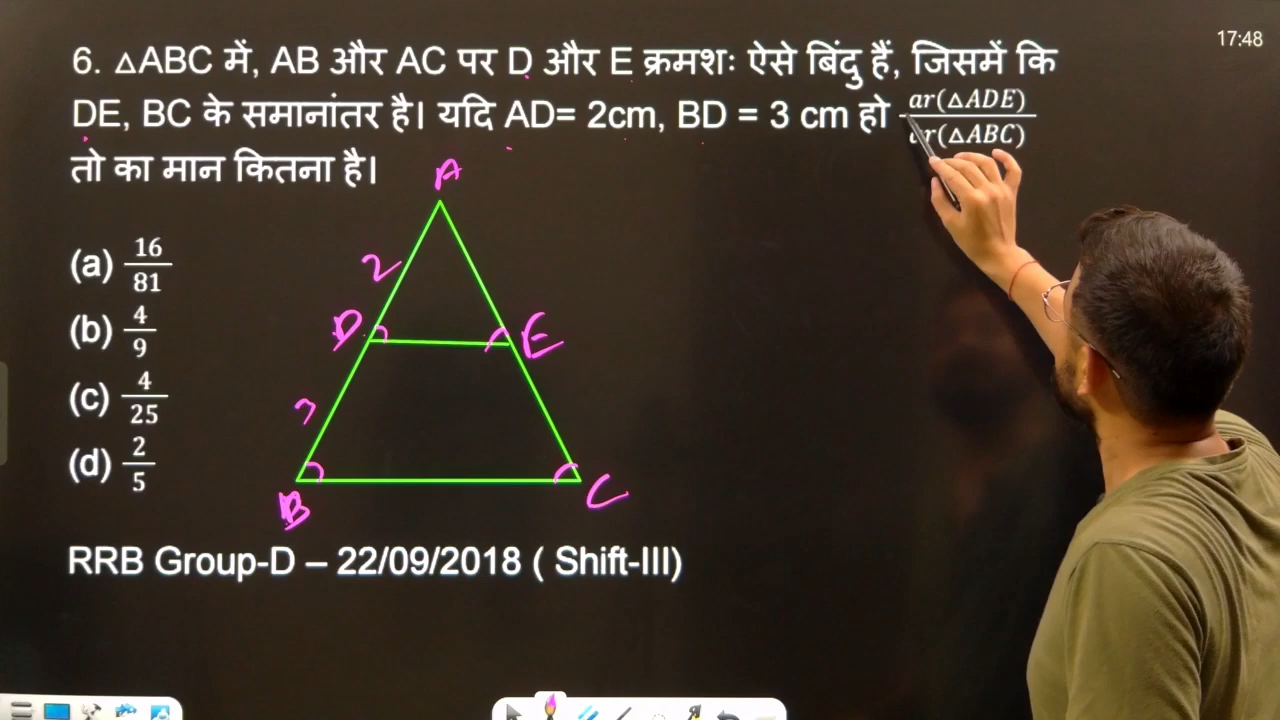 17:48
6. △ABC में, AB और AC पर D और E क्रमशः ऐसे बिंदु हैं, जिसमें कि
DE, BC के समानांतर है। यदि AD= 2cm, BD = 3 cm हो ar(△ADE)/ar(△ABC)
तो का मान कितना है।
(a) 16/81
(b) 4/9
(c) 4/25
(d) 2/5
A
2
D
E
3
B
C
RRB Group-D – 22/09/2018 ( Shift-III)